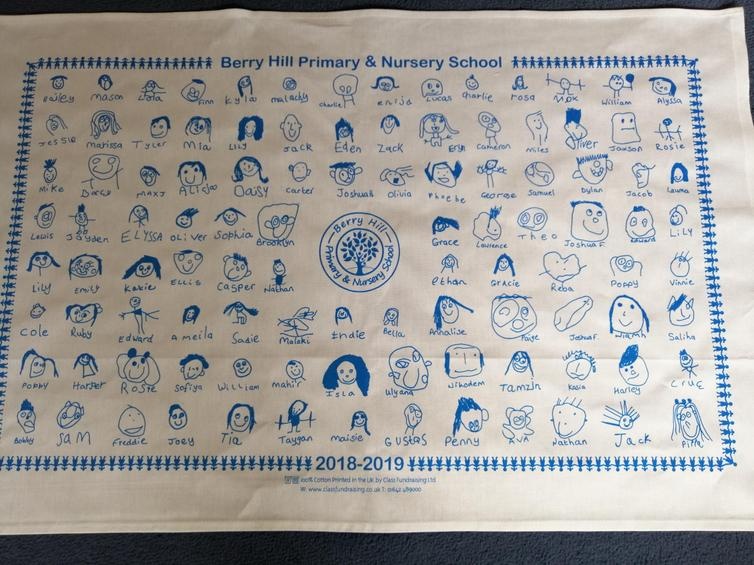 Berry Hill Primary & Nursery School
Bailey Mason Lola Finn Kyla malachy Charlie enija Lucas Charlie rosa Max William Alyssa
Jessie Marissa Tyler Mia Lily Jack Eden Zack Eryn Cameron miles Oliver Jaxson Rosie
Mike Darcy MaxJ Alicia Daisy Carter Joshua B Olivia Phoebe George Samuel Dylan Jacob Laura
Lewis Jayden ELYSSA OLiVer Sophia Brooklyn Grace Lawrence THEO Joshua F. Edward LiLY
Berry Hill
Primary & Nursery School
Lily Emily Katie ELLIS Casper Nathan ethan Gracie Reba Poppy Vinnie
Cole Ruby Edward Ameila Sadie Malaki Indie Bella Annalise Paige Joshua.F. Saliha
Poppy Harper ROSIE Sofiya William mahir ISLA Ulyana Nikodem TAMZIN Kasia Harley Cruz
Bobby SAM Freddie Joey Tia Taygan maisie GUSTAS Penny AVA Nathan Jack
2018-2019
100% Cotton Printed in the UK by Class Fundraising Ltd
W: www.classfundraising.co.uk T: 01642 489000